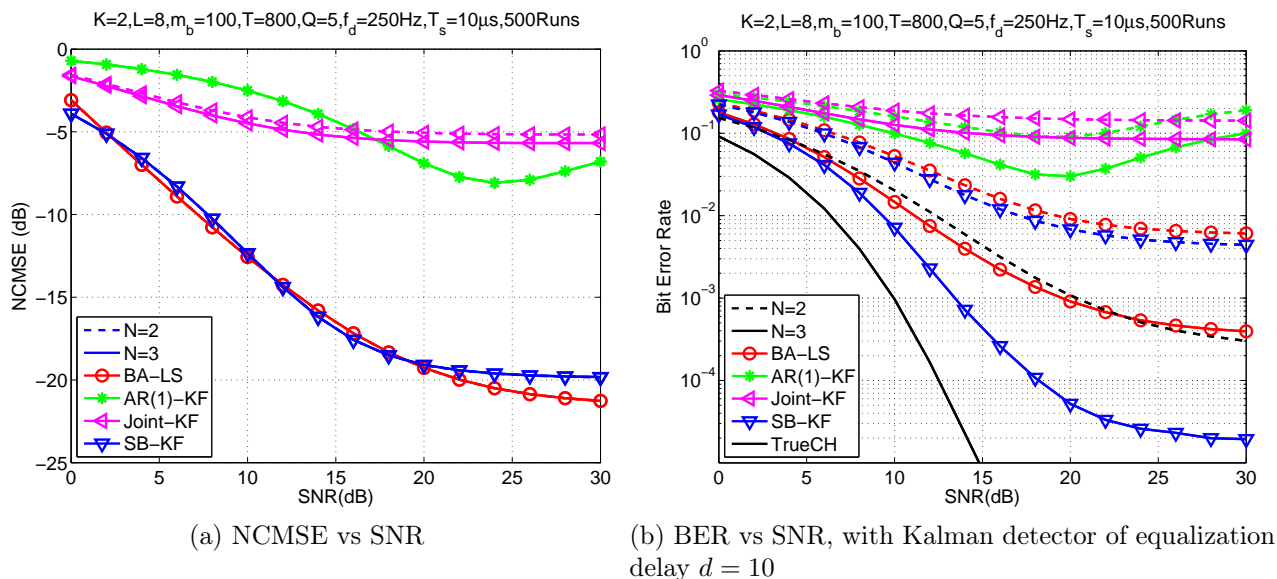 K=2,L=8,m_b=100,T=800,Q=5,f_d=250Hz,T_s=10μs,500Runs
0
−5
−10
−15
−20
−25
NCMSE (dB)
N=2
N=3
BA−LS
AR(1)−KF
Joint−KF
SB−KF
0 5 10 15 20 25 30
SNR(dB)
(a) NCMSE vs SNR
K=2,L=8,m_b=100,T=800,Q=5,f_d=250Hz,T_s=10μs,500Runs
10^0
10^−1
10^−2
10^−3
10^−4
Bit Error Rate
N=2
N=3
BA−LS
AR(1)−KF
Joint−KF
SB−KF
TrueCH
0 5 10 15 20 25 30
SNR(dB)
(b) BER vs SNR, with Kalman detector of equalization
delay d = 10